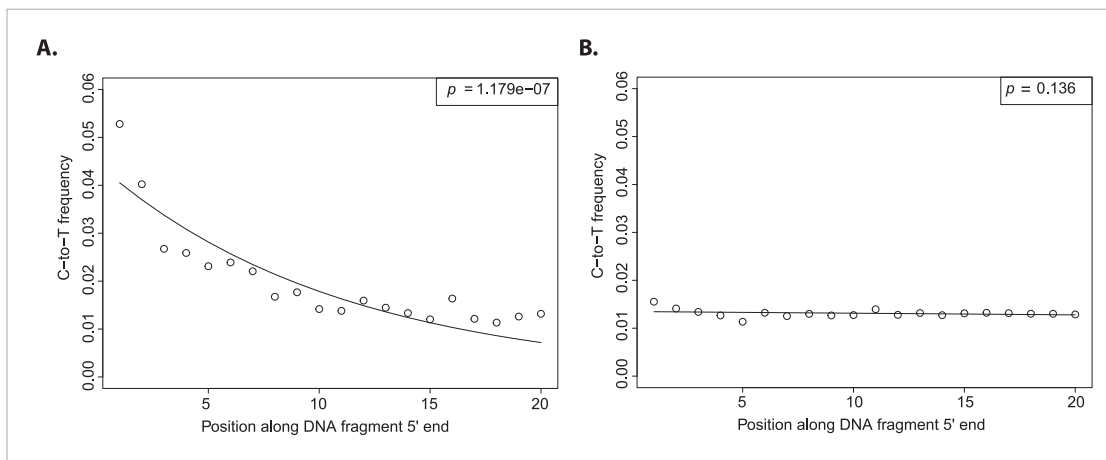 A.
p = 1.179e−07
C−to−T frequency
0.06
0.05
0.04
0.03
0.02
0.01
0.00
5
10
15
20
Position along DNA fragment 5' end
B.
p = 0.136
C−to−T frequency
0.06
0.05
0.04
0.03
0.02
0.01
0.00
5
10
15
20
Position along DNA fragment 5' end